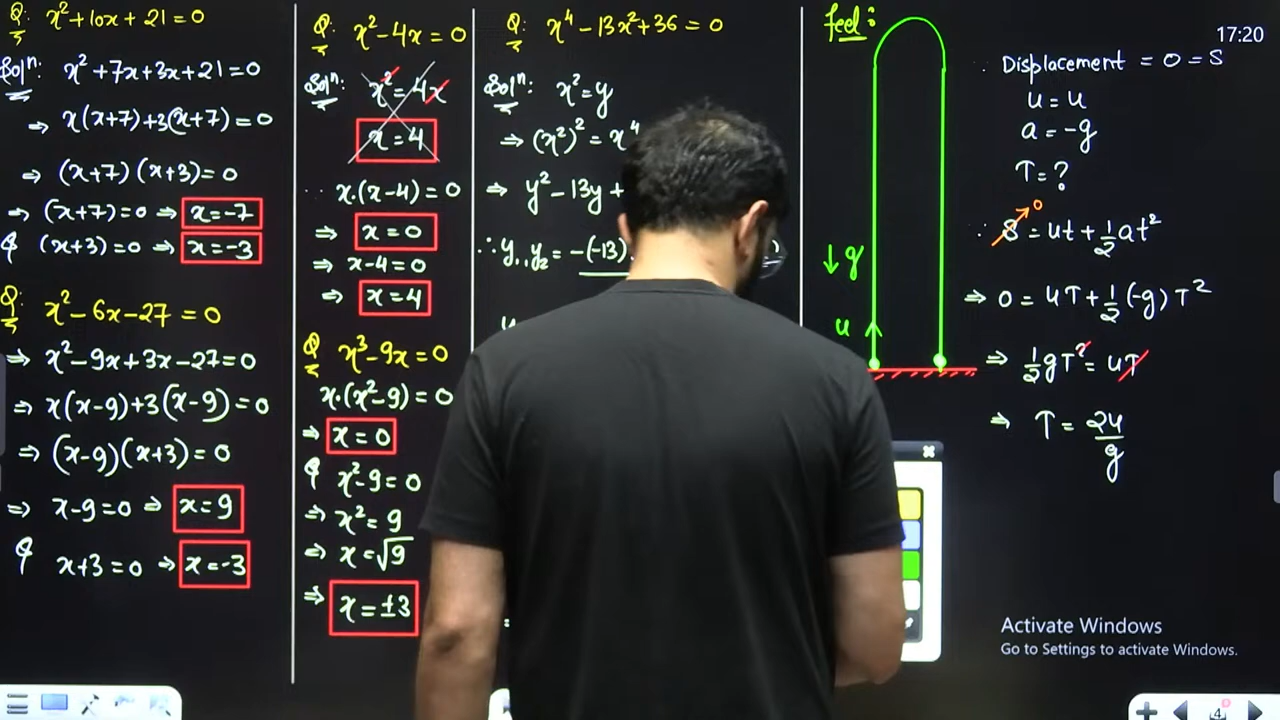 Q: x² + 10x + 21 = 0
Solⁿ: x² + 7x + 3x + 21 = 0
⇒ x(x+7) + 3(x+7) = 0
⇒ (x+7) (x+3) = 0
⇒ (x+7) = 0 ⇒ x = -7
& (x+3) = 0 ⇒ x = -3
Q: x² - 6x - 27 = 0
⇒ x² - 9x + 3x - 27 = 0
⇒ x(x-9) + 3(x-9) = 0
⇒ (x-9) (x+3) = 0
⇒ x - 9 = 0 ⇒ x = 9
& x + 3 = 0 ⇒ x = -3
Q: x² - 4x = 0
Solⁿ: x² = 4x
x = 4
∵ x·(x-4) = 0
⇒ x = 0
⇒ x - 4 = 0
⇒ x = 4
Q x³ - 9x = 0
x·(x² - 9) = 0
⇒ x = 0
& x² - 9 = 0
⇒ x² = 9
⇒ x = √9
⇒ x = ±3
Q: x⁴ - 13x² + 36 = 0
Solⁿ: x² = y
⇒ (x²)² = x⁴
⇒ y² - 13y +
∴ y₁, y₂ = -(-13)
feel:
↓ g
u
17:20
∵ Displacement = 0 = S
u = u
a = -g
T = ?
∵ S = ut + ½at²
0
⇒ 0 = uT + ½(-g) T²
⇒ ½gT² = uT
⇒ T = 2u/g
Activate Windows
Go to Settings to activate Windows.
4